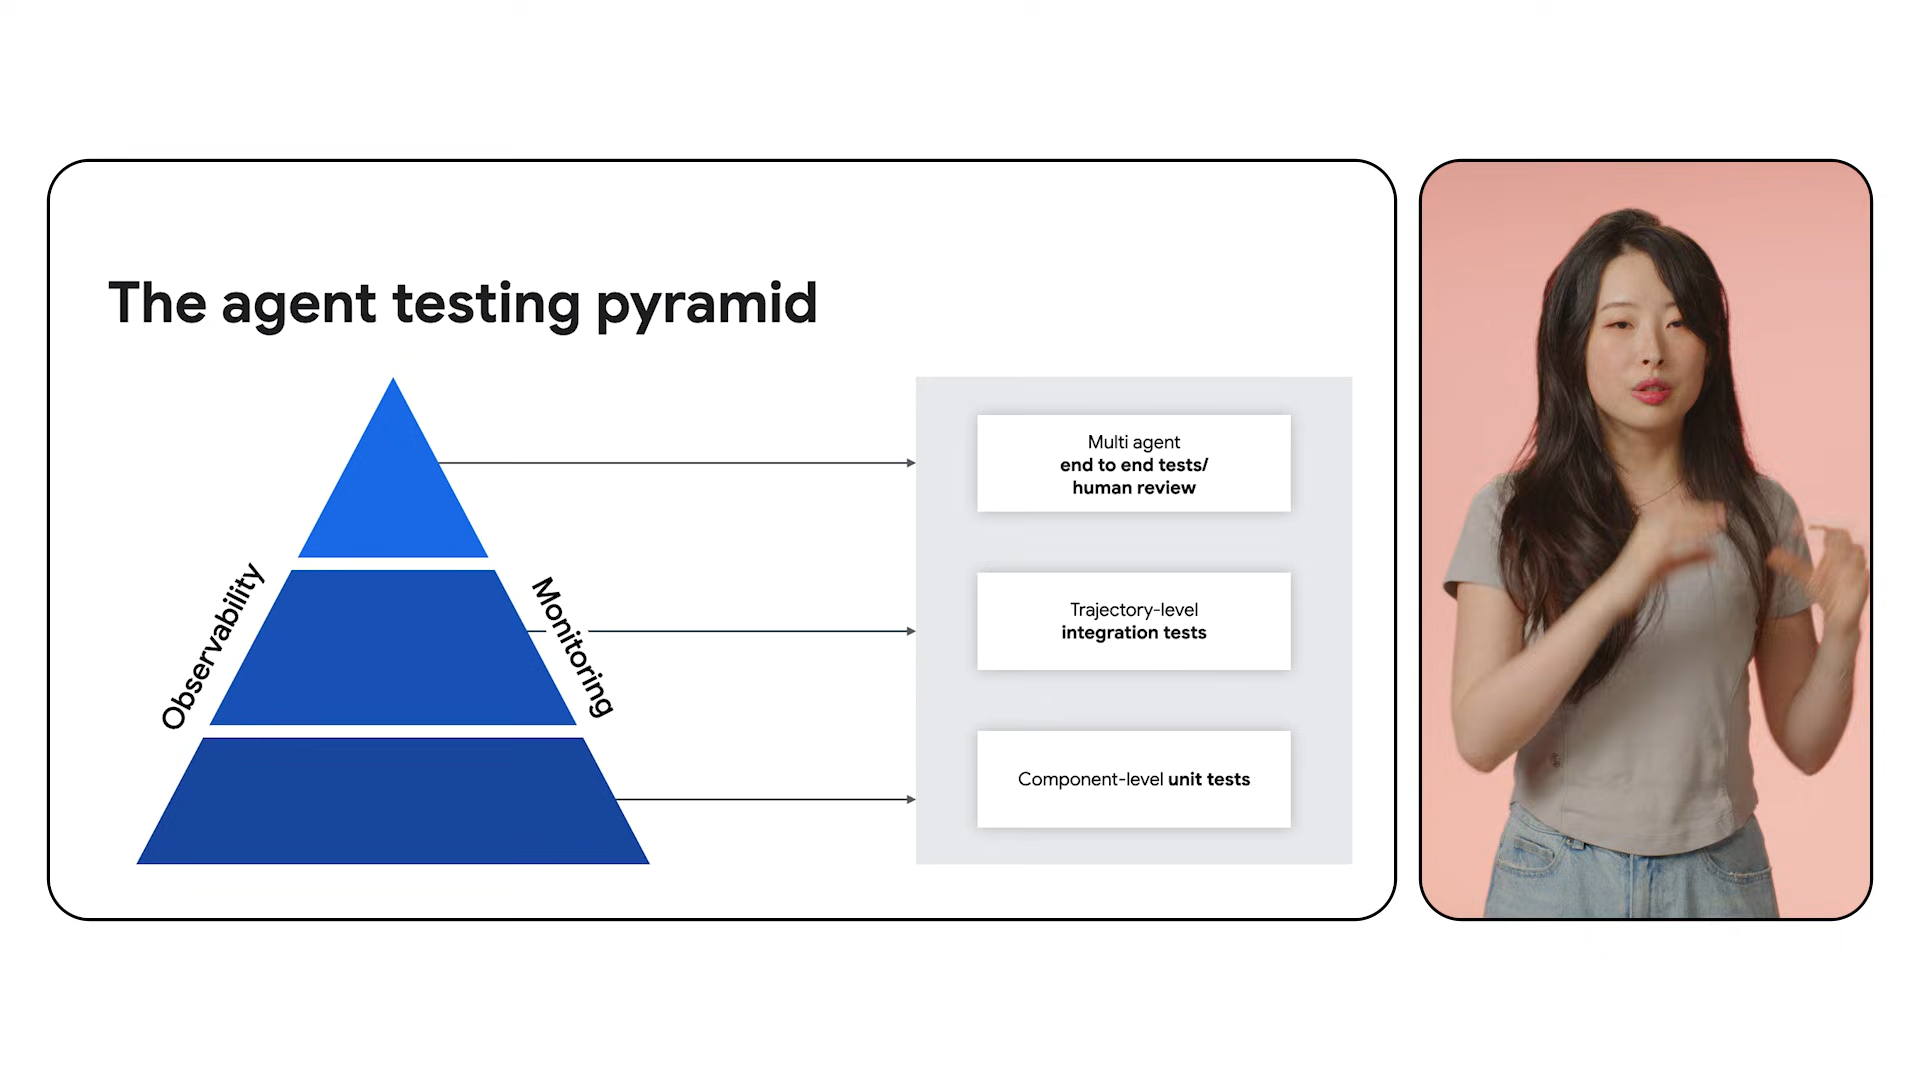 The agent testing pyramid
Observability
Monitoring
Multi agent
end to end tests/
human review
Trajectory-level
integration tests
Component-level unit tests